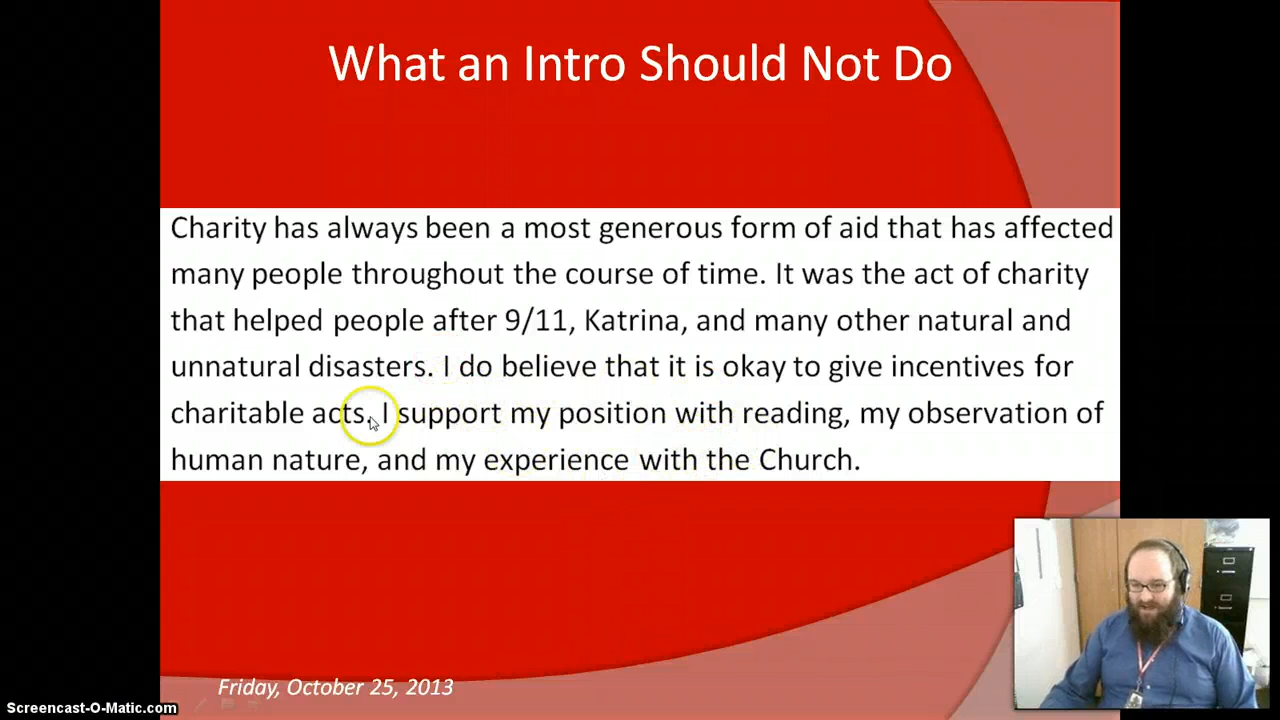 What an Intro Should Not Do
Charity has always been a most generous form of aid that has affected
many people throughout the course of time. It was the act of charity
that helped people after 9/11, Katrina, and many other natural and
unnatural disasters. I do believe that it is okay to give incentives for
charitable acts. I support my position with reading, my observation of
human nature, and my experience with the Church.
Friday, October 25, 2013
Screencast-O-Matic.com